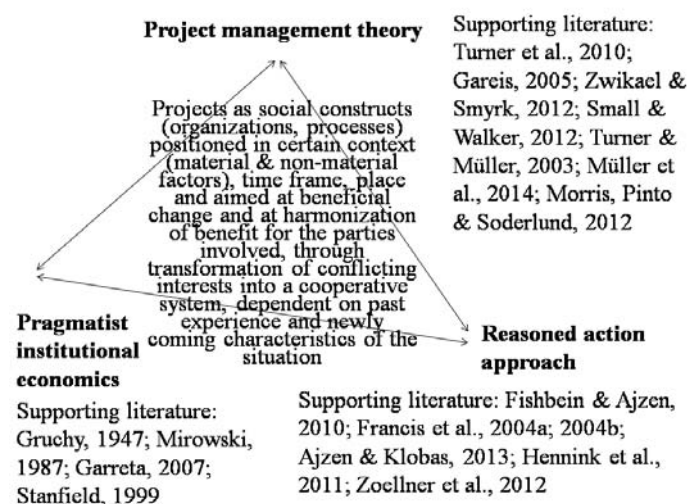 Project management theory
Supporting literature:
Turner et al., 2010;
Gareis, 2005; Zwikael &
Smyrk, 2012; Small &
Walker, 2012; Turner &
Müller, 2003; Müller et
al., 2014; Morris, Pinto
& Soderlund, 2012
Projects as social constructs
(organizations, processes)
positioned in certain context
(material & non-material
factors), time frame, place
and aimed at beneficial
change and at harmonization
of benefit for the parties
involved, through
transformation of conflicting
interests into a cooperative
system, dependent on past
experience and newly
coming characteristics of the
situation
Pragmatist
institutional
economics
Supporting literature:
Gruchy, 1947; Mirowski,
1987; Garreta, 2007;
Stanfield, 1999
Reasoned action
approach
Supporting literature: Fishbein & Ajzen,
2010; Francis et al., 2004a; 2004b;
Ajzen & Klobas, 2013; Hennink et al.,
2011; Zoellner et al., 2012